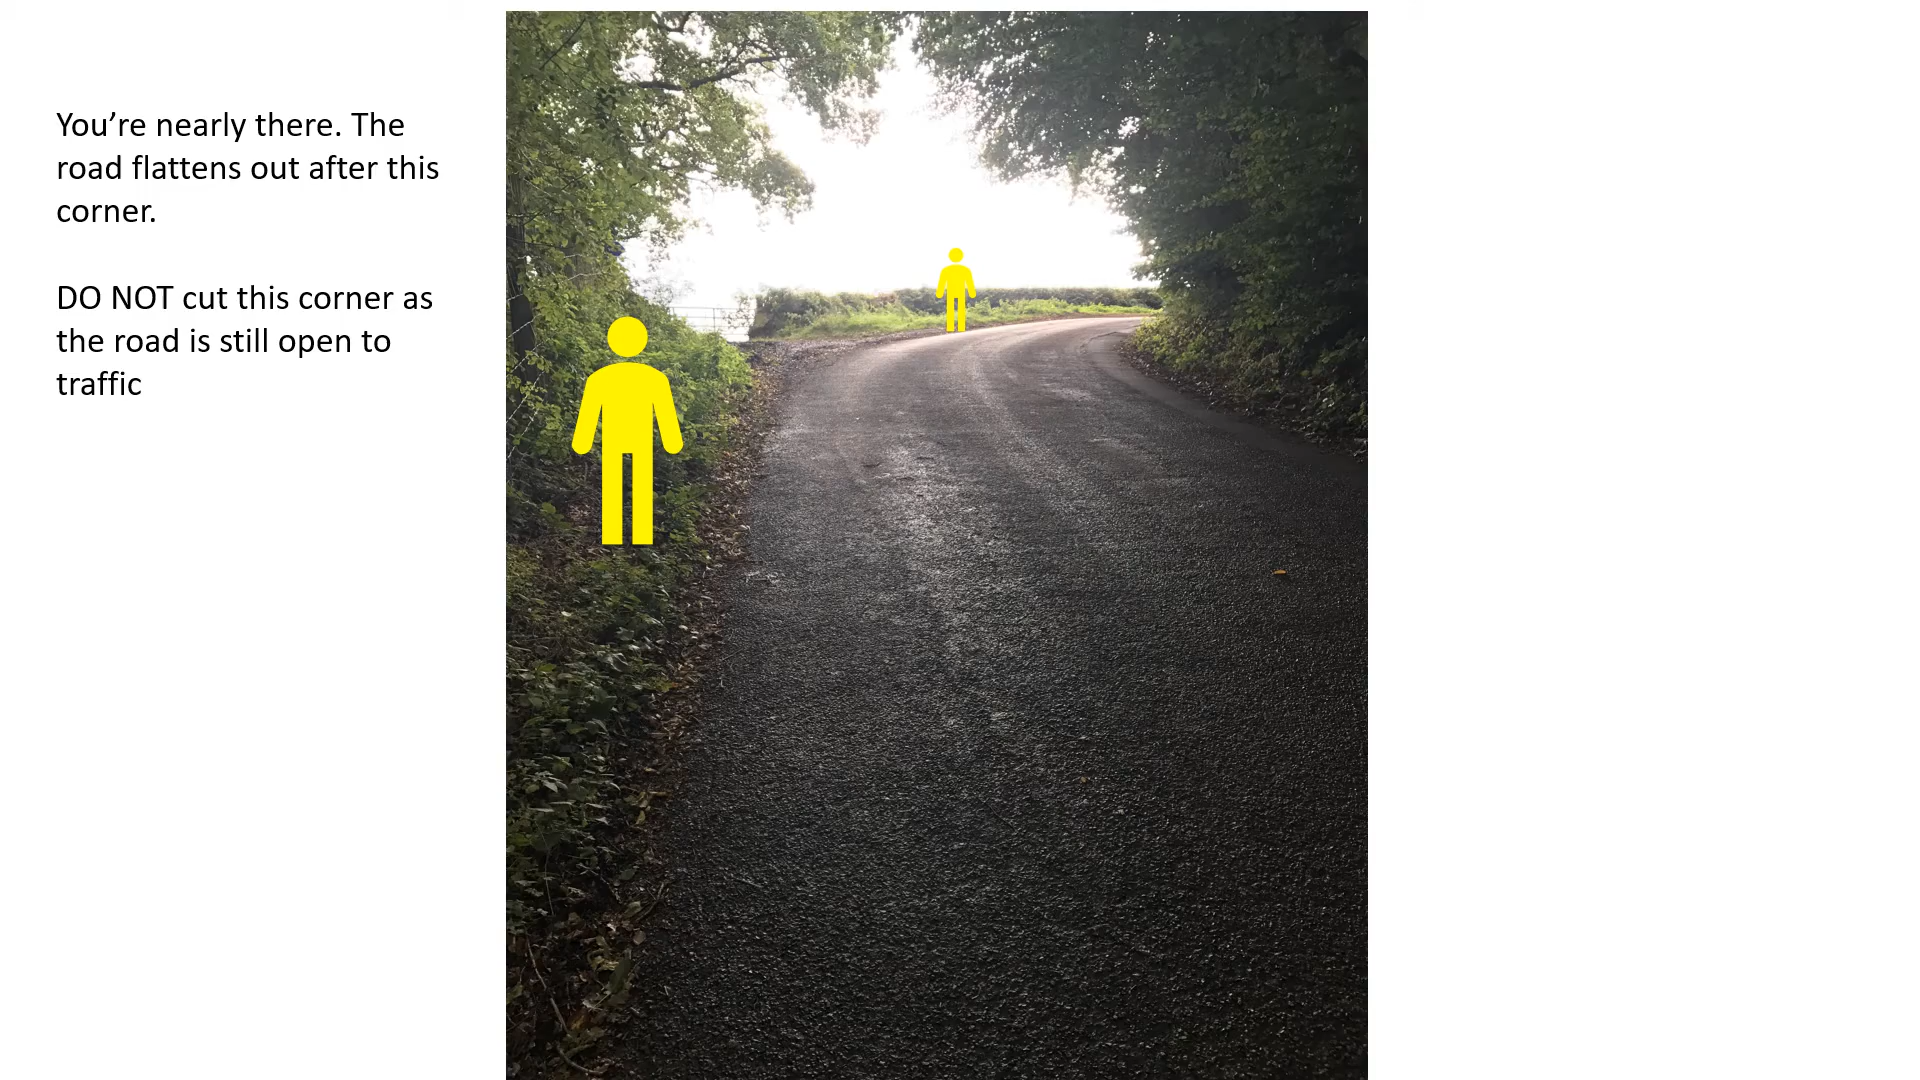 You're nearly there. The
road flattens out after this
corner.
DO NOT cut this corner as
the road is still open to
traffic